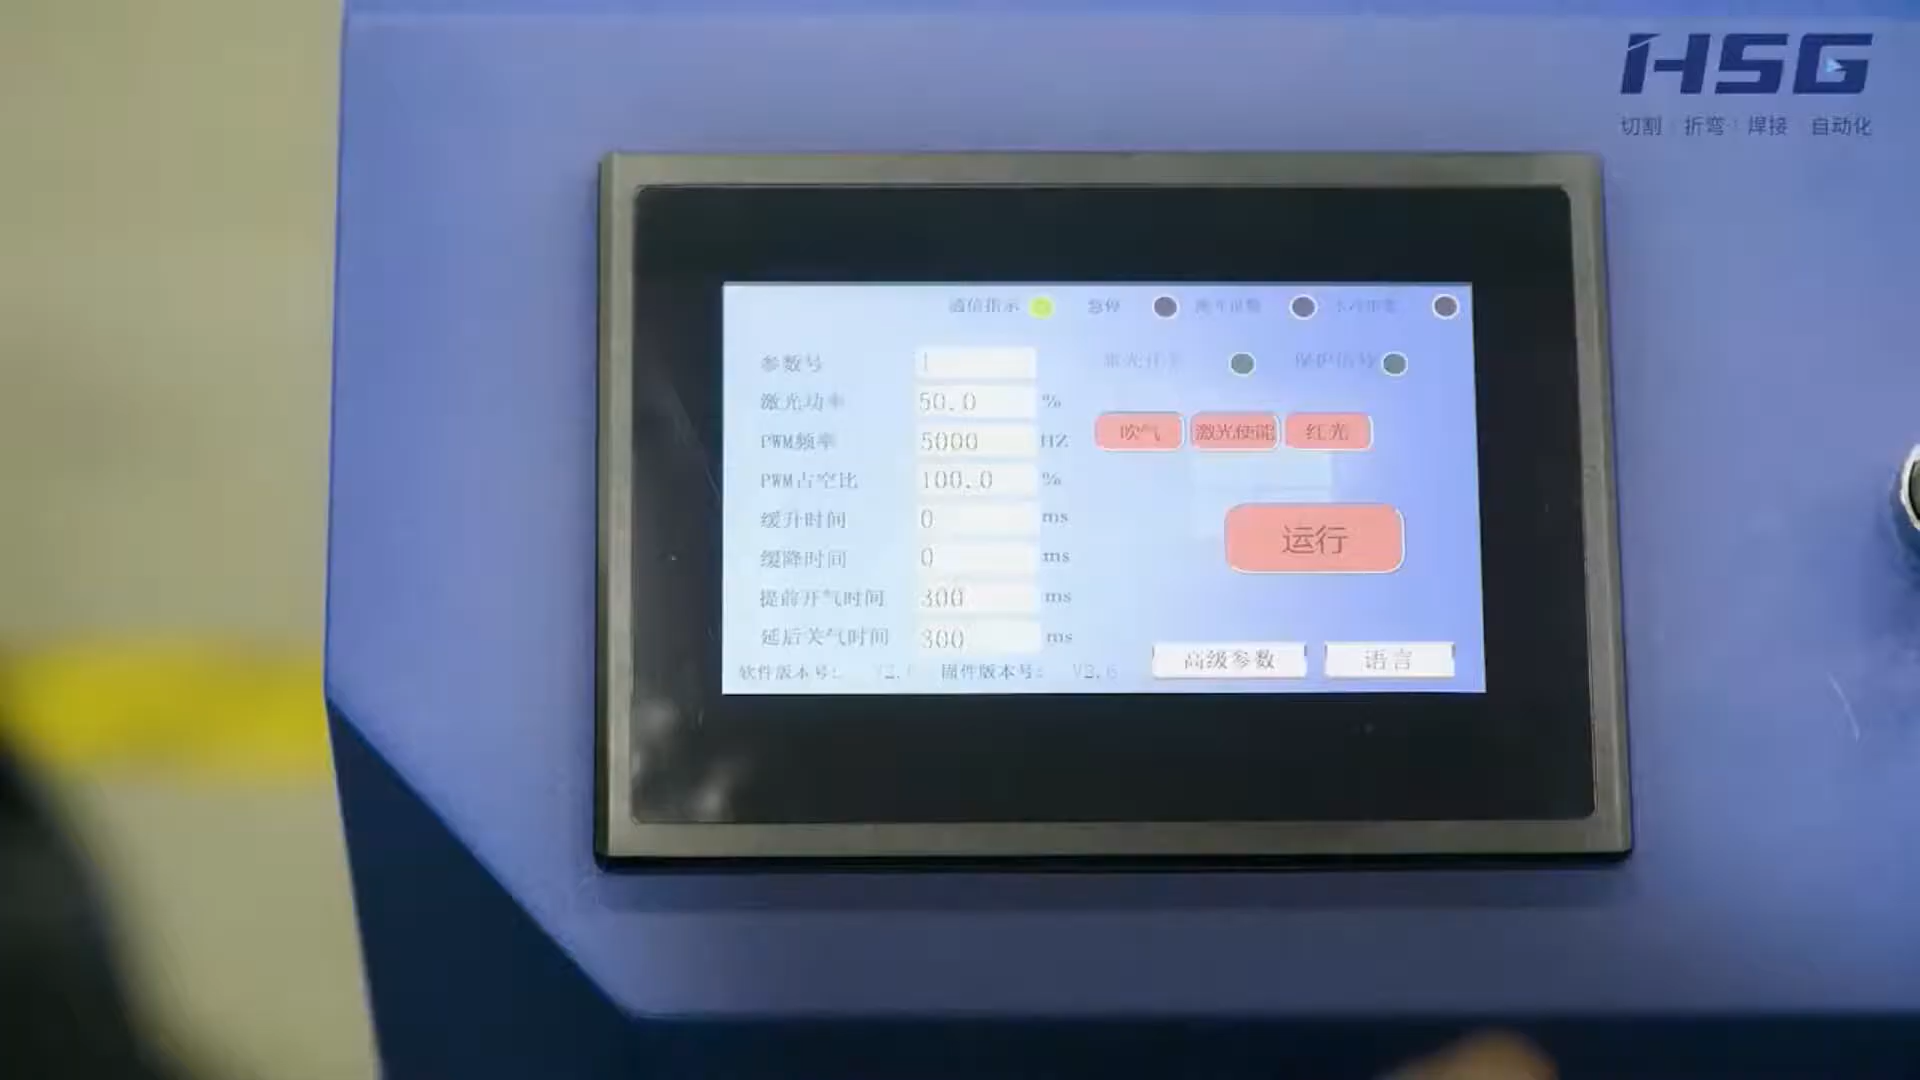 HSG
切割 折弯 焊接 自动化
通信指示 急停
参数号 1
激光功率 50.0 %
PWM频率 5000 HZ
PWM占空比 100.0 %
缓升时间 0 ms
缓降时间 0 ms
提前开气时间 300 ms
延后关气时间 300 ms
吹气 激光使能 红光
运行
软件版本号: 固件版本号: V2.6
高级参数 语言